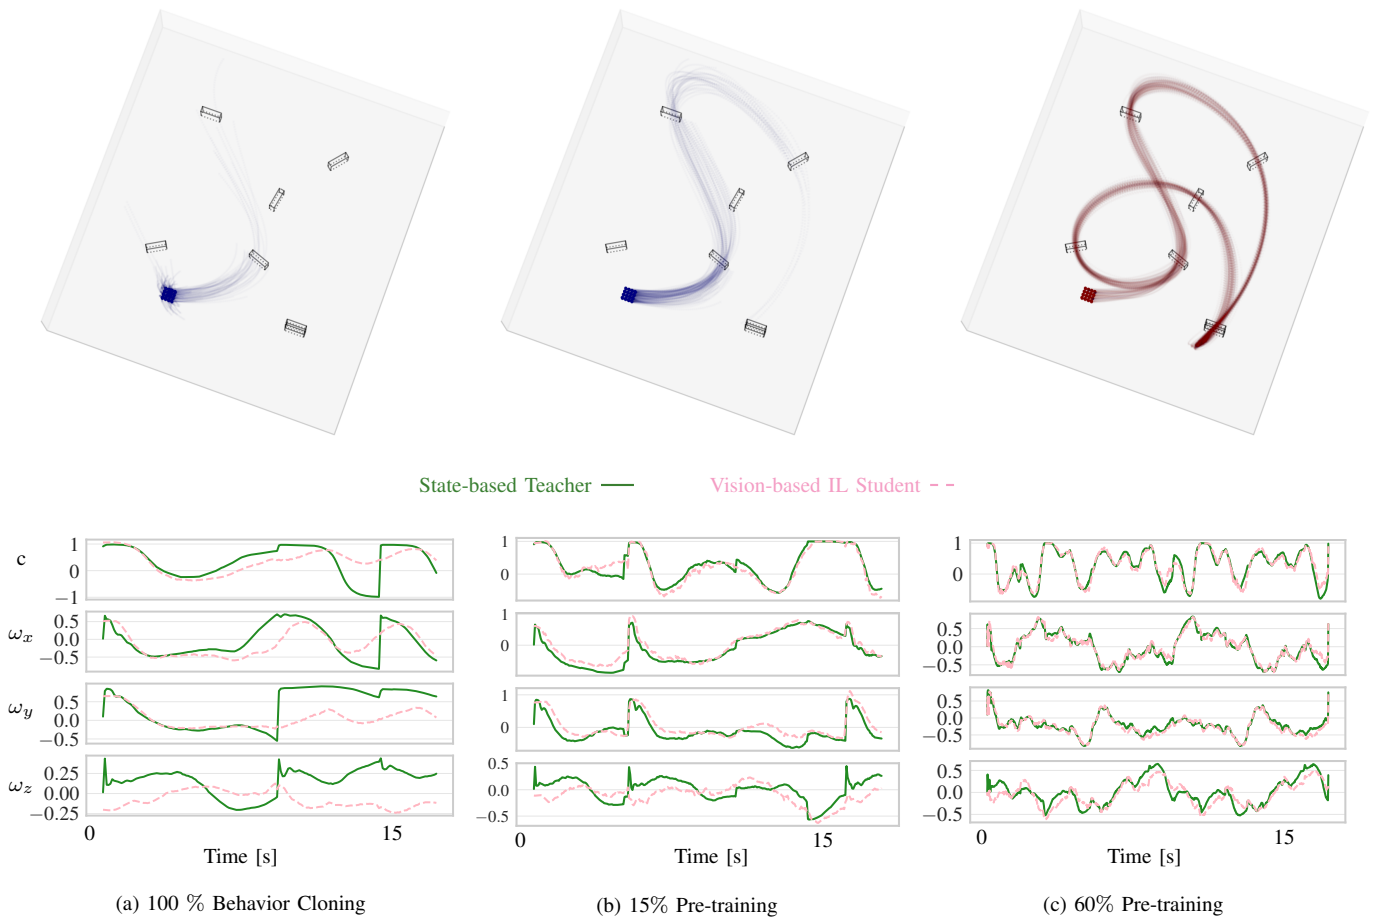 State-based Teacher
Vision-based IL Student
c
1
0
−1
1
0
1
0
ωx
0.5
0.0
−0.5
1
0
0.5
0.0
−0.5
ωy
0.5
0.0
−0.5
1
0
0.5
0.0
−0.5
ωz
0.25
0.00
−0.25
0.5
0.0
−0.5
0.5
0.0
−0.5
0 15
0 15
0 15
Time [s]
Time [s]
Time [s]
(a) 100 % Behavior Cloning
(b) 15% Pre-training
(c) 60% Pre-training